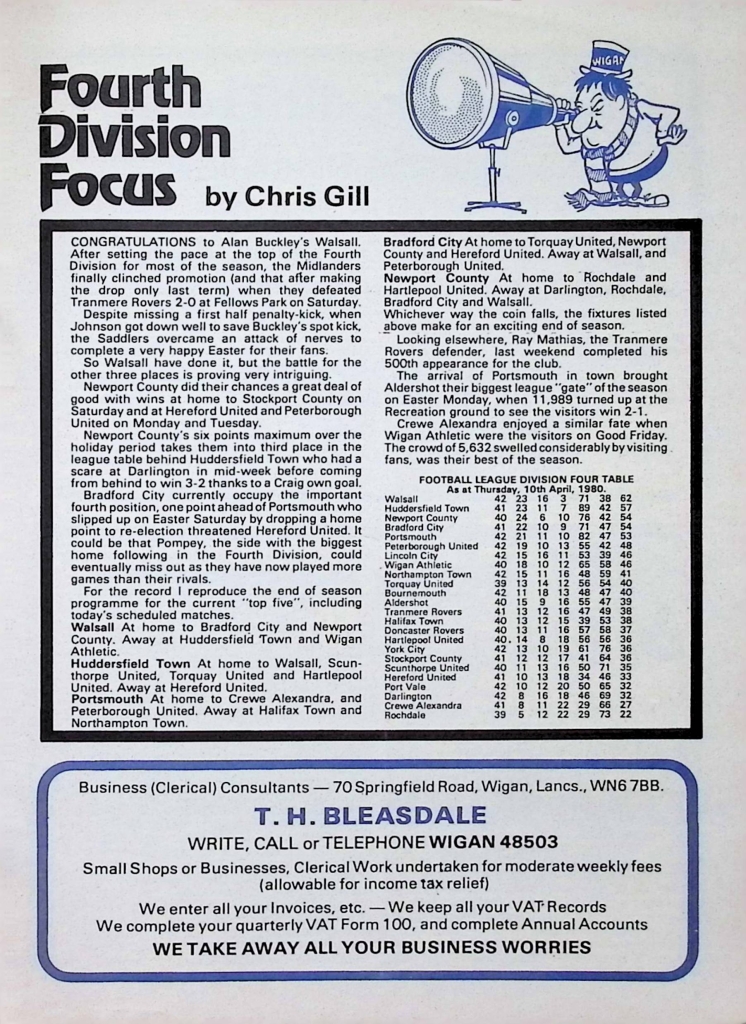 Fourth
Division
Focus by Chris Gill
WIGAN
CONGRATULATIONS to Alan Buckley's Walsall.
After setting the pace at the top of the Fourth
Division for most of the season, the Midlanders
finally clinched promotion (and that after making
the drop only last term) when they defeated
Tranmere Rovers 2-0 at Fellows Park on Saturday.
Despite missing a first half penalty-kick, when
Johnson got down well to save Buckley's spot kick,
the Saddlers overcame an attack of nerves to
complete a very happy Easter for their fans.
So Walsall have done it, but the battle for the
other three places is proving very intriguing.
Newport County did their chances a great deal of
good with wins at home to Stockport County on
Saturday and at Hereford United and Peterborough
United on Monday and Tuesday.
Newport County's six points maximum over the
holiday period takes them into third place in the
league table behind Huddersfield Town who had a
scare at Darlington in mid-week before coming
from behind to win 3-2 thanks to a Craig own goal.
Bradford City currently occupy the important
fourth position, one point ahead of Portsmouth who
slipped up on Easter Saturday by dropping a home
point to re-election threatened Hereford United. It
could be that Pompey, the side with the biggest
home following in the Fourth Division, could
eventually miss out as they have now played more
games than their rivals.
For the record I reproduce the end of season
programme for the current "top five", including
today's scheduled matches.
Walsall At home to Bradford City and Newport
County. Away at Huddersfield Town and Wigan
Athletic.
Huddersfield Town At home to Walsall, Scun-
thorpe United, Torquay United and Hartlepool
United. Away at Hereford United.
Portsmouth At home to Crewe Alexandra, and
Peterborough United. Away at Halifax Town and
Northampton Town.
Bradford City At home to Torquay United, Newport
County and Hereford United. Away at Walsall, and
Peterborough United.
Newport County At home to Rochdale and
Hartlepool United. Away at Darlington, Rochdale,
Bradford City and Walsall.
Whichever way the coin falls, the fixtures listed
above make for an exciting end of season.
Looking elsewhere, Ray Mathias, the Tranmere
Rovers defender, last weekend completed his
500th appearance for the club.
The arrival of Portsmouth in town brought
Aldershot their biggest league "gate" of the season
on Easter Monday, when 11,989 turned up at the
Recreation ground to see the visitors win 2-1.
Crewe Alexandra enjoyed a similar fate when
Wigan Athletic were the visitors on Good Friday.
The crowd of 5,632 swelled considerably by visiting
fans, was their best of the season.
FOOTBALL LEAGUE DIVISION FOUR TABLE
As at Thursday, 10th April, 1980.
Walsall 42 23 16 3 71 38 62
Huddersfield Town 41 23 11 7 89 42 57
Newport County 40 24 6 10 76 42 54
Bradford City 41 22 10 9 71 47 54
Portsmouth 42 21 11 10 82 47 53
Peterborough United 42 19 10 13 55 42 48
Lincoln City 42 15 16 11 53 39 46
Wigan Athletic 40 18 10 12 65 58 46
Northampton Town 42 15 11 16 48 59 41
Torquay United 39 13 14 12 56 54 40
Bournemouth 42 11 18 13 48 47 40
Aldershot 40 15 9 16 55 47 39
Tranmere Rovers 41 13 12 16 47 49 38
Halifax Town 40 13 12 15 39 53 38
Doncaster Rovers 40 13 11 16 57 58 37
Hartlepool United 40 14 8 18 56 56 36
York City 42 13 10 19 61 76 36
Stockport County 41 12 12 17 41 64 36
Scunthorpe United 40 11 13 16 50 71 35
Hereford United 41 10 13 18 34 46 33
Port Vale 42 10 12 20 50 65 32
Darlington 42 8 16 18 46 69 32
Crewe Alexandra 41 8 11 22 29 66 27
Rochdale 39 5 12 22 29 73 22
Business (Clerical) Consultants — 70 Springfield Road, Wigan, Lancs., WN6 7BB.
T. H. BLEASDALE
WRITE, CALL or TELEPHONE WIGAN 48503
Small Shops or Businesses, Clerical Work undertaken for moderate weekly fees
(allowable for income tax relief)
We enter all your Invoices, etc. — We keep all your VAT Records
We complete your quarterly VAT Form 100, and complete Annual Accounts
WE TAKE AWAY ALL YOUR BUSINESS WORRIES